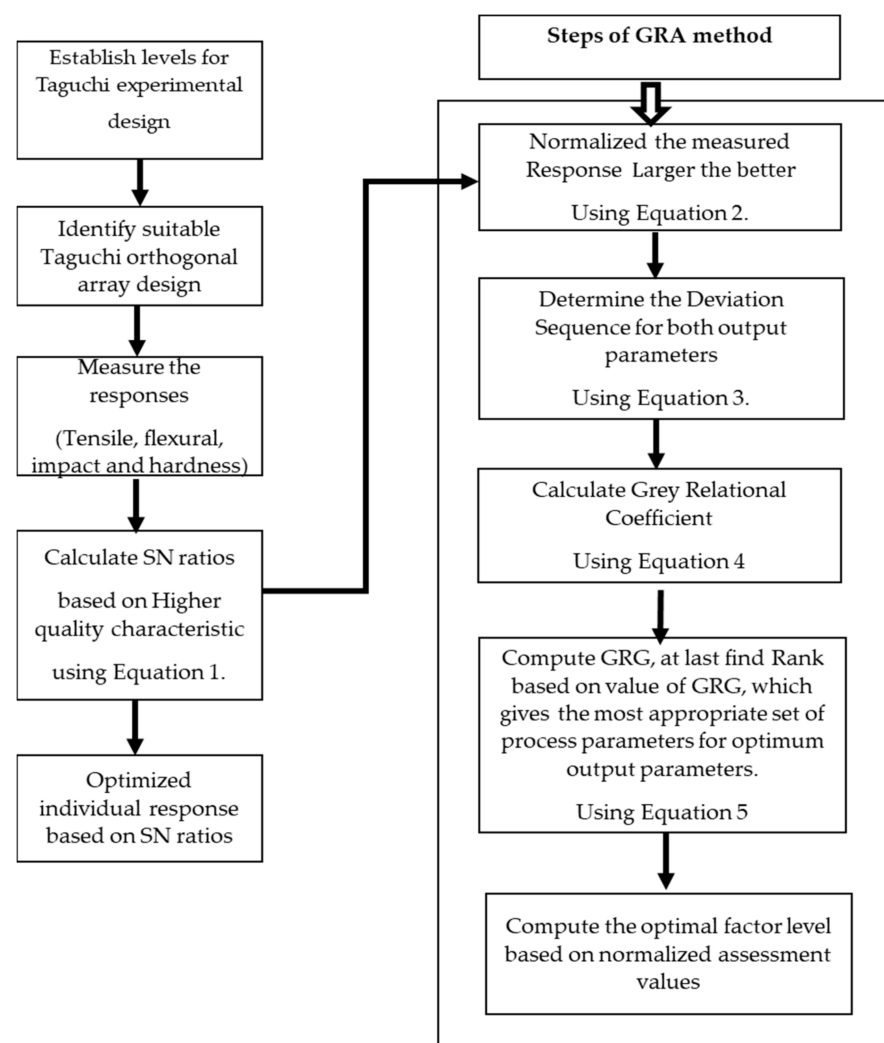 Establish levels for
Taguchi experimental
design
Identify suitable
Taguchi orthogonal
array design
Measure the
responses
(Tensile, flexural,
impact and hardness)
Calculate SN ratios
based on Higher
quality characteristic
using Equation 1.
Optimized
individual response
based on SN ratios
Steps of GRA method
Normalized the measured
Response Larger the better
Using Equation 2.
Determine the Deviation
Sequence for both output
parameters
Using Equation 3.
Calculate Grey Relational
Coefficient
Using Equation 4
Compute GRG, at last find Rank
based on value of GRG, which
gives the most appropriate set of
process parameters for optimum
output parameters.
Using Equation 5
Compute the optimal factor level
based on normalized assessment
values